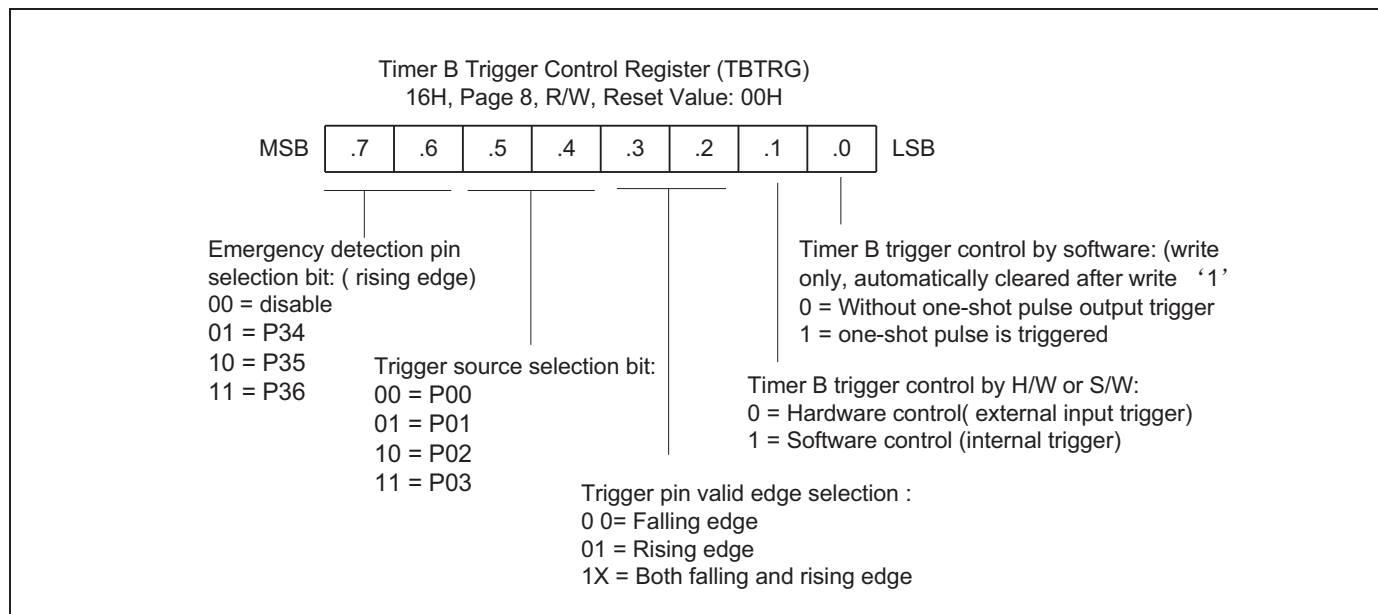 Timer B Trigger Control Register (TBTRG)
16H, Page 8, R/W, Reset Value: 00H
MSB .7 .6 .5 .4 .3 .2 .1 .0 LSB
Emergency detection pin
selection bit: ( rising edge)
00 = disable
01 = P34
10 = P35
11 = P36
Trigger source selection bit:
00 = P00
01 = P01
10 = P02
11 = P03
Trigger pin valid edge selection :
0 0= Falling edge
01 = Rising edge
1X = Both falling and rising edge
Timer B trigger control by H/W or S/W:
0 = Hardware control( external input trigger)
1 = Software control (internal trigger)
Timer B trigger control by software: (write
only, automatically cleared after write ‘1’
0 = Without one-shot pulse output trigger
1 = one-shot pulse is triggered